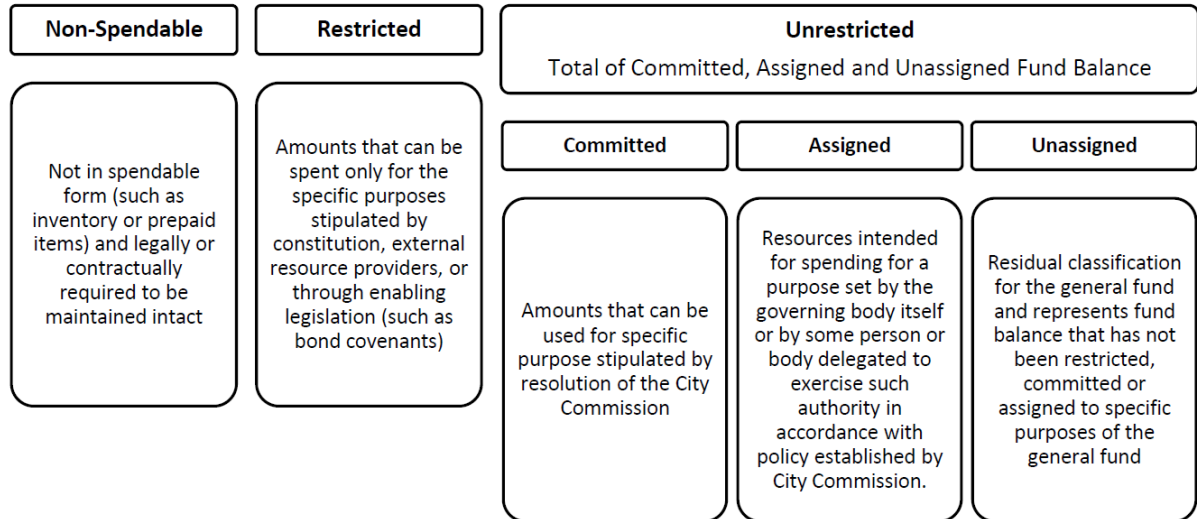 Non-Spendable
Not in spendable
form (such as
inventory or prepaid
items) and legally or
contractually
required to be
maintained intact
Restricted
Amounts that can be
spent only for the
specific purposes
stipulated by
constitution, external
resource providers, or
through enabling
legislation (such as
bond covenants)
Unrestricted
Total of Committed, Assigned and Unassigned Fund Balance
Committed
Amounts that can be
used for specific
purpose stipulated by
resolution of the City
Commission
Assigned
Resources intended
for spending for a
purpose set by the
governing body itself
or by some person or
body delegated to
exercise such
authority in
accordance with
policy established by
City Commission.
Unassigned
Residual classification
for the general fund
and represents fund
balance that has not
been restricted,
committed or
assigned to specific
purposes of the
general fund